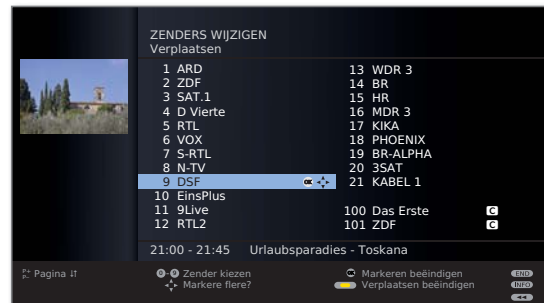 ZENDERS WIJZIGEN
Verplaatsen
1 ARD
2 ZDF
3 SAT.1
4 D Vierte
5 RTL
6 VOX
7 S-RTL
8 N-TV
9 DSF OK
10 EinsPlus
11 9Live
12 RTL2
13 WDR 3
14 BR
15 HR
16 MDR 3
17 KIKA
18 PHOENIX
19 BR-ALPHA
20 3SAT
21 KABEL 1
100 Das Erste C
101 ZDF C
21:00 - 21:45 Urlaubsparadies - Toskana
P+ P- Pagina
0-9 Zender kiezen
Markere flere?
OK Markeren beëindigen
Verplaatsen beëindigen
END
INFO